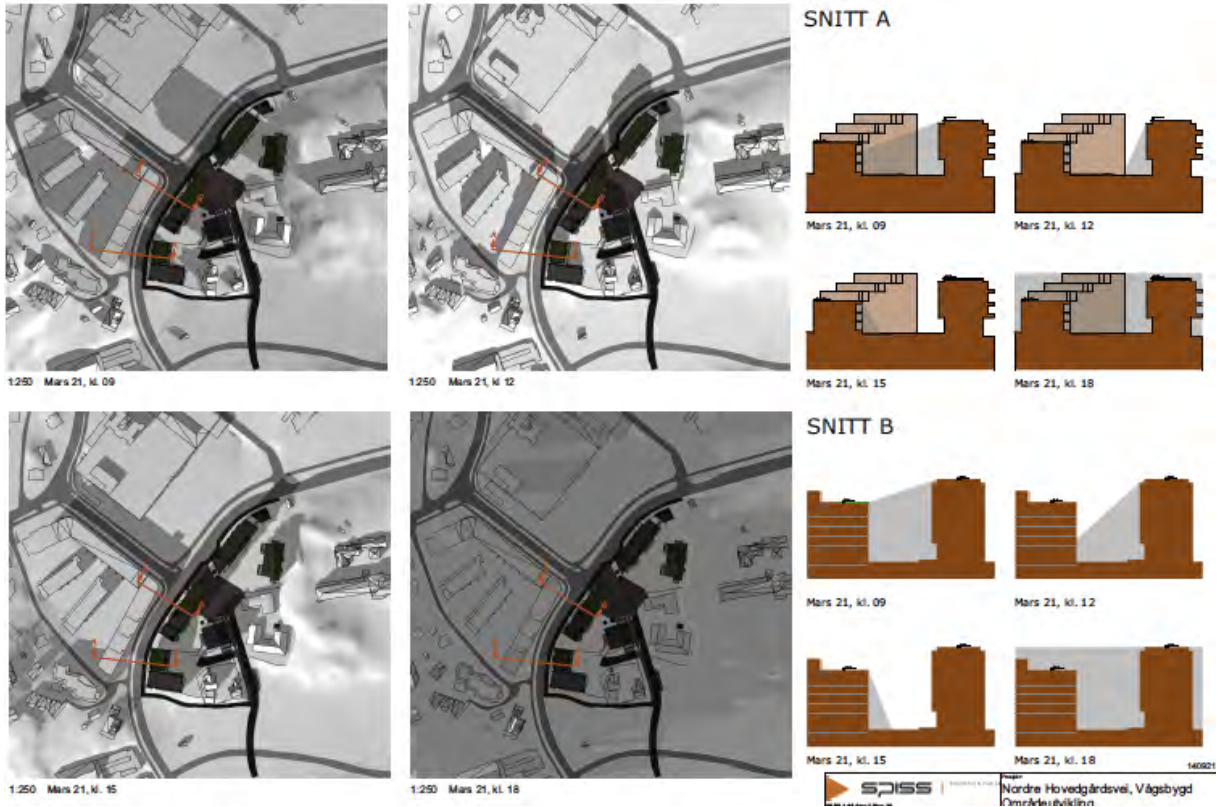 SNITT A
Mars 21, kl. 09
Mars 21, kl. 12
Mars 21, kl. 15
Mars 21, kl. 18
1:250 Mars 21, kl. 09
1:250 Mars 21, kl 12
SNITT B
Mars 21, kl. 09
Mars 21, kl. 12
Mars 21, kl. 15
Mars 21, kl. 18
1:250 Mars 21, kl. 15
1:250 Mars 21, kl. 18
140921
SPISS
Nordre Hovedgårdsvei, Vågsbygd
Områdeutvikling